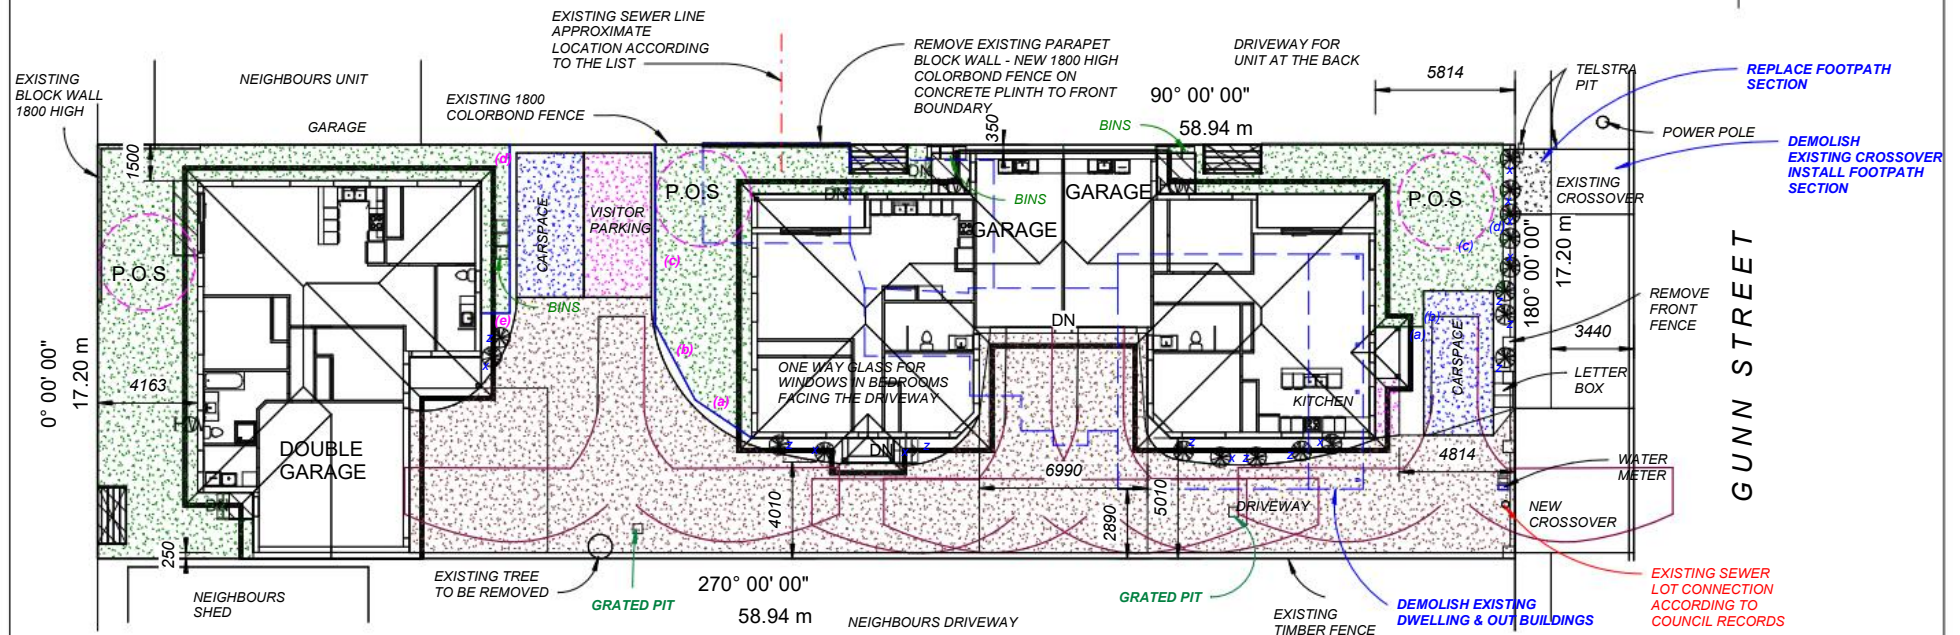 EXISTING SEWER LINE
APPROXIMATE
LOCATION ACCORDING
TO THE LIST
REMOVE EXISTING PARAPET
BLOCK WALL - NEW 1800 HIGH
COLORBOND FENCE ON
CONCRETE PLINTH TO FRONT
BOUNDARY
DRIVEWAY FOR
UNIT AT THE BACK
5814
TELSTRA
PIT
REPLACE FOOTPATH
SECTION
EXISTING
BLOCK WALL
1800 HIGH
NEIGHBOURS UNIT
GARAGE
EXISTING 1800
COLORBOND FENCE
90° 00' 00"
58.94 m
BINS
350
POWER POLE
DEMOLISH
EXISTING CROSSOVER
INSTALL FOOTPATH
SECTION
EXISTING
CROSSOVER
1500
(d)
P.O.S
CARSPACE
VISITOR
PARKING
P.O.S
(c)
DN
DN
BINS
GARAGE
GARAGE
P.O.S
(c)
(d)
x
z
z
x
x
z
z
z
180° 00' 00"
17.20 m
GUNN STREET
REMOVE
FRONT
FENCE
3440
LETTER
BOX
BINS
(e)
z
x
0° 00' 00"
17.20 m
4163
(b)
(a)
DN
ONE WAY GLASS FOR
WINDOWS IN BEDROOMS
FACING THE DRIVEWAY
KITCHEN
(b)
(a)
CARSPACE
DOUBLE
GARAGE
z
z
DN
z
x
z
z
x
4010
6990
2890
5010
4814
DRIVEWAY
WATER
METER
NEW
CROSSOVER
250
NEIGHBOURS
SHED
EXISTING TREE
TO BE REMOVED
GRATED PIT
270° 00' 00"
58.94 m
NEIGHBOURS DRIVEWAY
GRATED PIT
EXISTING
TIMBER FENCE
DEMOLISH EXISTING
DWELLING & OUT BUILDINGS
EXISTING SEWER
LOT CONNECTION
ACCORDING TO
COUNCIL RECORDS